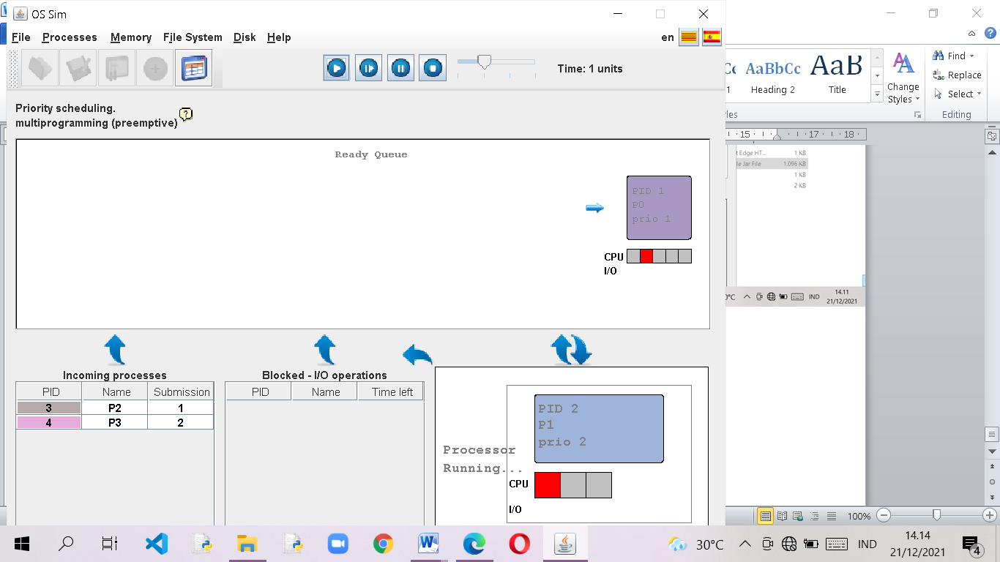 OS Sim
File Processes Memory File System Disk Help
en
Time: 1 units
Priority scheduling.
multiprogramming (preemptive)
?
Ready Queue
PID 1
P0
prio 1
CPU
I/O
Incoming processes
PID Name Submission
3 P2 1
4 P3 2
Blocked - I/O operations
PID Name Time left
Processor
Running...
PID 2
P1
prio 2
CPU
I/O
AaBbCc AaB
1 Heading 2 Title
Change
Styles
Find
Replace
Select
Editing
15 17 18
t Edge HT... 1 KB
le Jar File 1.096 KB
1 KB
2 KB
IND
14.11
21/12/2021
100%
30°C
IND
14.14
21/12/2021
4